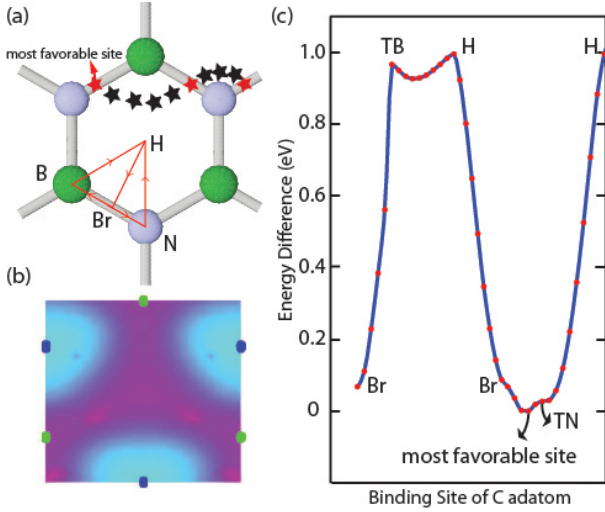 (a)
most favorable site
H
B
Br
N
(b)
(c)
TB
H
H
1.0
0.8
0.6
0.4
0.2
0
Energy Difference (eV)
Br
Br
TN
most favorable site
Binding Site of C adatom